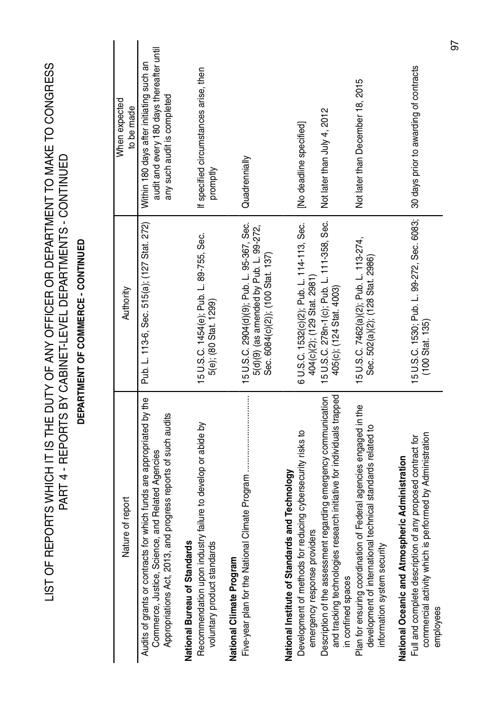 LIST OF REPORTS WHICH IT IS THE DUTY OF ANY OFFICER OR DEPARTMENT TO MAKE TO CONGRESS
PART 4 - REPORTS BY CABINET-LEVEL DEPARTMENTS - CONTINUED
DEPARTMENT OF COMMERCE - CONTINUED
Nature of report
Authority
When expected
to be made
Audits of grants or contracts for which funds are appropriated by the
Commerce, Justice, Science, and Related Agencies
Appropriations Act, 2013, and progress reports of such audits
Pub. L. 113-6, Sec. 515(a); (127 Stat. 272)
Within 180 days after initiating such an
audit and every 180 days thereafter until
any such audit is completed
National Bureau of Standards
Recommendation upon industry failure to develop or abide by
voluntary product standards
15 U.S.C. 1454(e); Pub. L. 89-755, Sec.
5(e); (80 Stat. 1299)
If specified circumstances arise, then
promptly
National Climate Program
Five-year plan for the National Climate Program ..............................
15 U.S.C. 2904(d)(9); Pub. L. 95-367, Sec.
5(d)(9) (as amended by Pub. L. 99-272,
Sec. 6084(c)(2)); (100 Stat. 137)
Quadrennially
National Institute of Standards and Technology
Development of methods for reducing cybersecurity risks to
emergency response providers
6 U.S.C. 1532(c)(2); Pub. L. 114-113, Sec.
404(c)(2); (129 Stat. 2981)
[No deadline specified]
Description of the assessment regarding emergency communication
and tracking technologies research initiative for individuals trapped
in confined spaces
15 U.S.C. 278n-1(c); Pub. L. 111-358, Sec.
405(c); (124 Stat. 4003)
Not later than July 4, 2012
Plan for ensuring coordination of Federal agencies engaged in the
development of international technical standards related to
information system security
15 U.S.C. 7462(a)(2); Pub. L. 113-274,
Sec. 502(a)(2); (128 Stat. 2986)
Not later than December 18, 2015
National Oceanic and Atmospheric Administration
Full and complete description of any proposed contract for
commercial activity which is performed by Administration
employees
15 U.S.C. 1530; Pub. L. 99-272, Sec. 6083;
(100 Stat. 135)
30 days prior to awarding of contracts
97